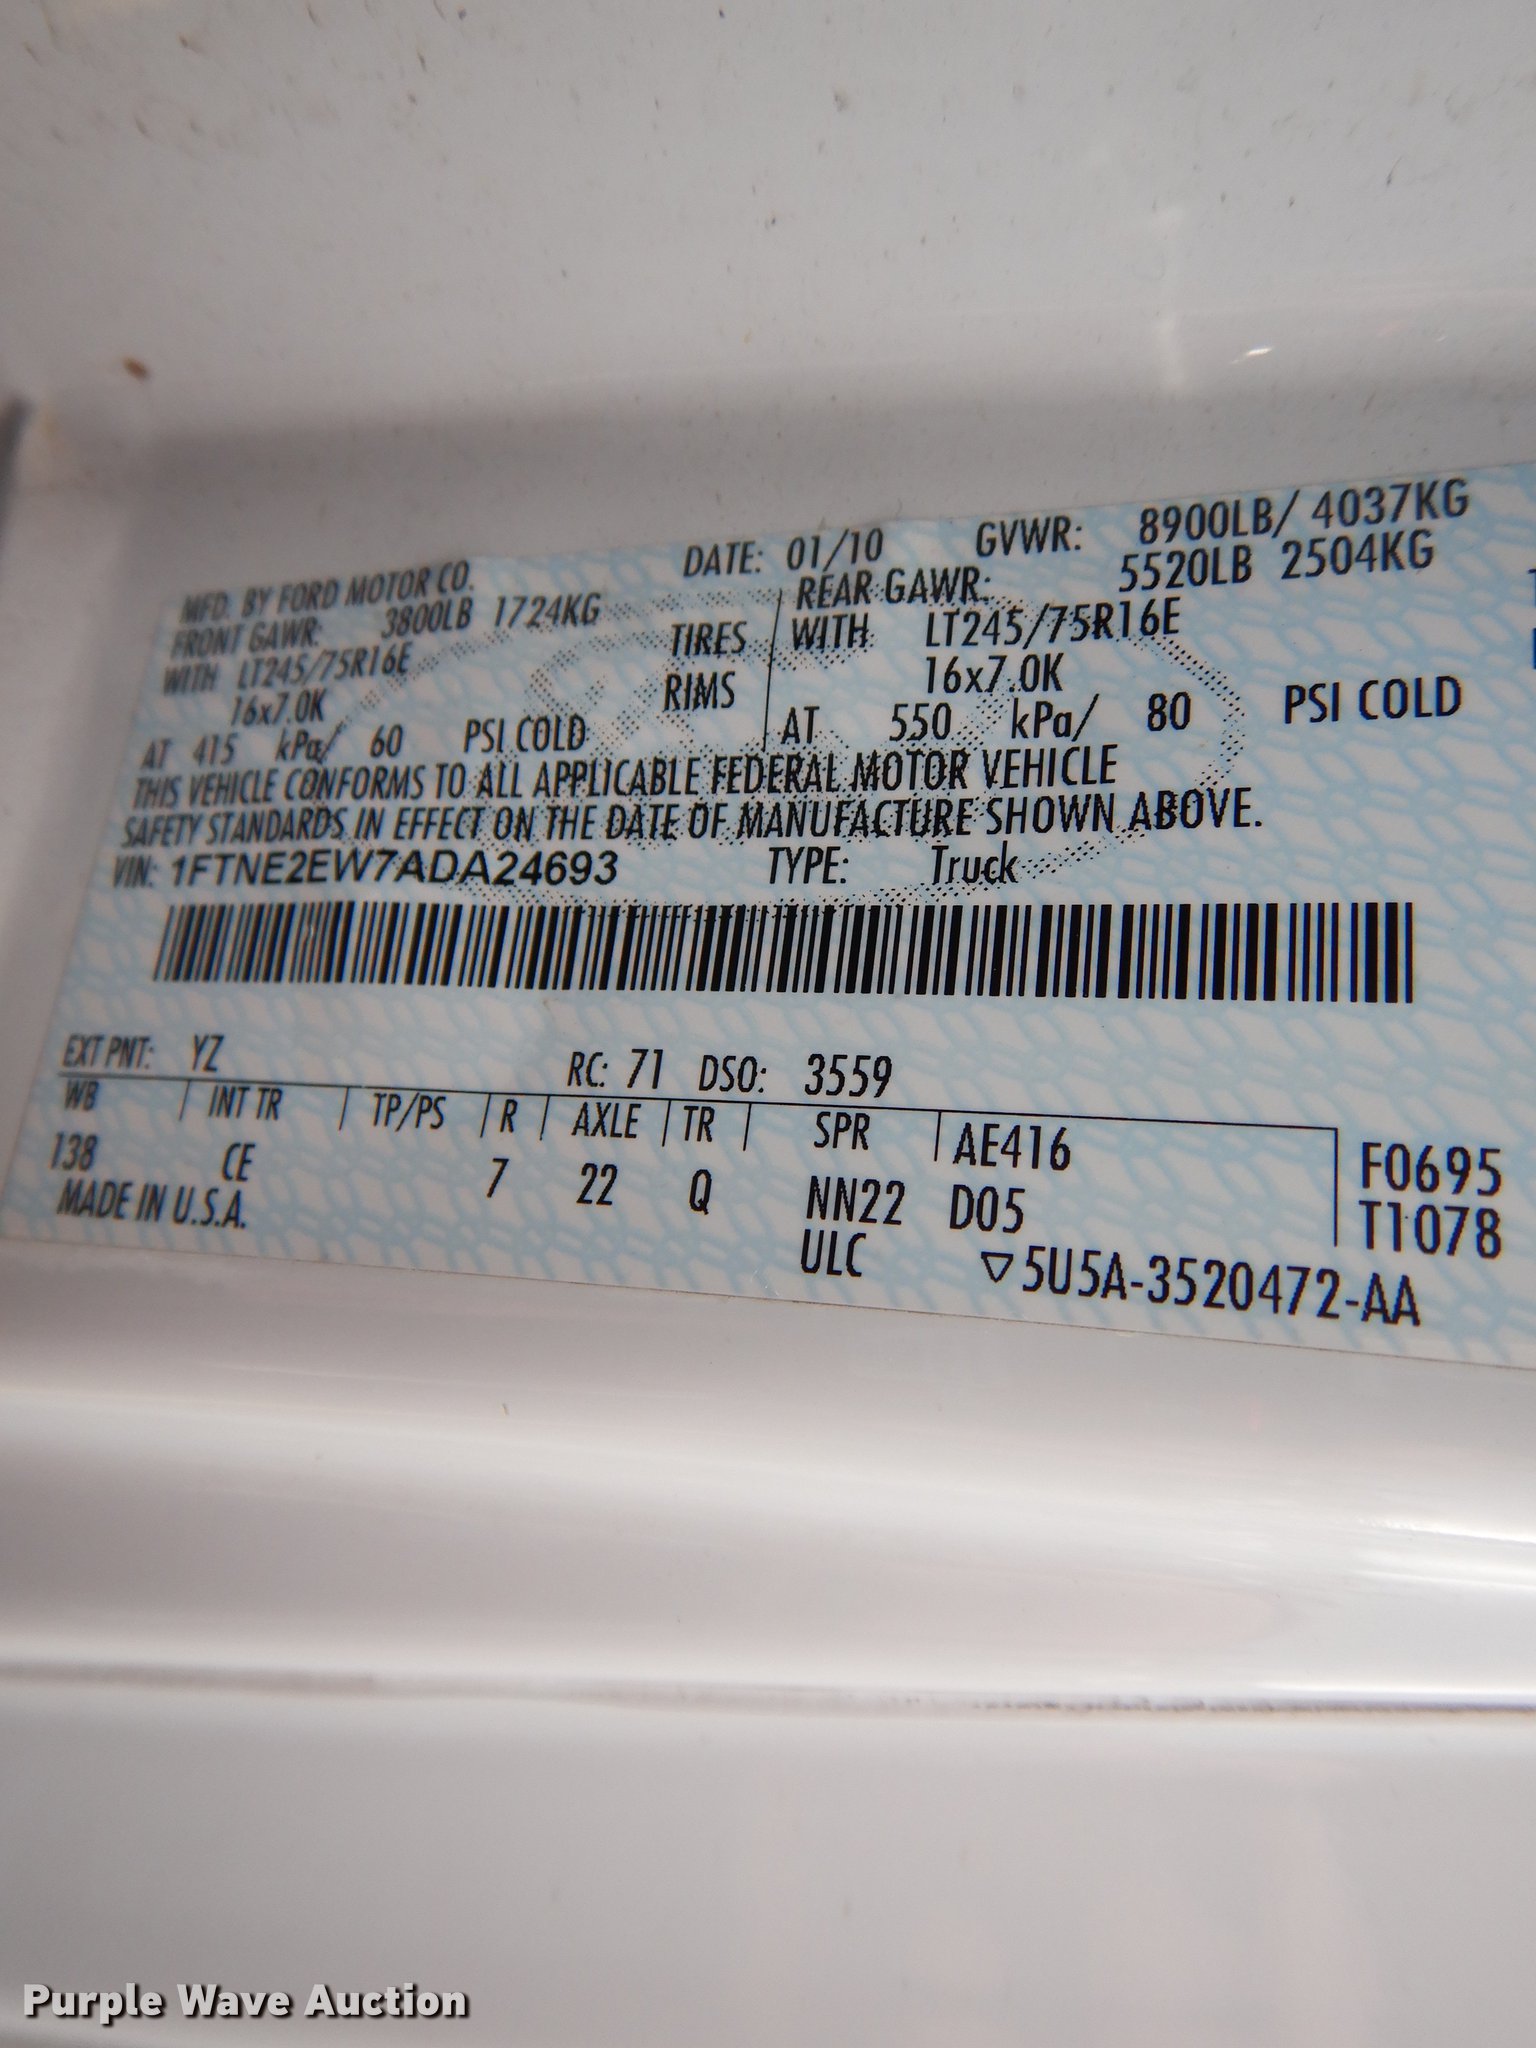 MFD. BY FORD MOTOR CO. DATE: 01/10 GVWR: 8900LB/ 4037KG
FRONT GAWR: 3800LB 1724KG REAR GAWR: 5520LB 2504KG
WITH LT245/75R16E TIRES WITH LT245/75R16E
16x7.0K RIMS 16x7.0K
AT 415 kPa/ 60 PSI COLD AT 550 kPa/ 80 PSI COLD
THIS VEHICLE CONFORMS TO ALL APPLICABLE FEDERAL MOTOR VEHICLE
SAFETY STANDARDS IN EFFECT ON THE DATE OF MANUFACTURE SHOWN ABOVE.
VIN: 1FTNE2EW7ADA24693 TYPE: Truck
EXT PNT: YZ RC: 71 DSO: 3559
WB INT TR TP/PS R AXLE TR SPR AE416
138 CE 7 22 Q NN22 D05 F0695
MADE IN U.S.A. ULC T1078
▽5U5A-3520472-AA
Purple Wave Auction